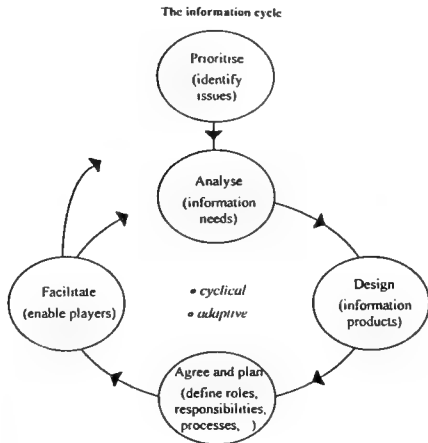 The information cycle
Prioritise
(identify
issues)
Analyse
(information
needs)
Facilitate
(enable players)
• cyclical
• adaptive
Design
(information
products)
Agree and plan
(define roles,
responsibilities,
processes, )